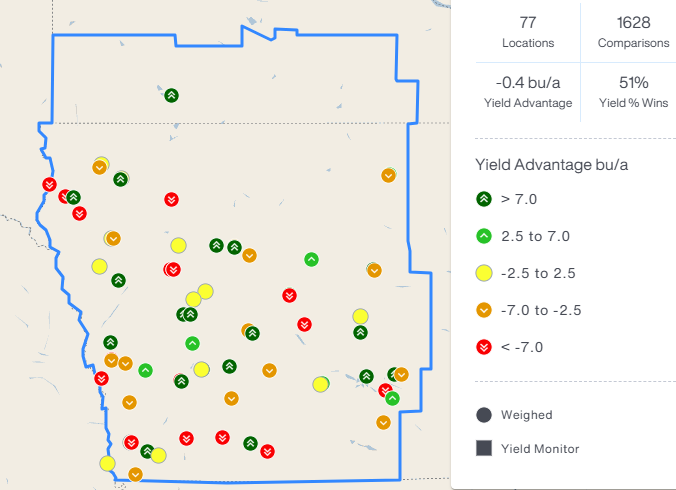 77
Locations
1628
Comparisons
-0.4 bu/a
Yield Advantage
51%
Yield % Wins
Yield Advantage bu/a
> 7.0
2.5 to 7.0
-2.5 to 2.5
-7.0 to -2.5
< -7.0
Weighed
Yield Monitor